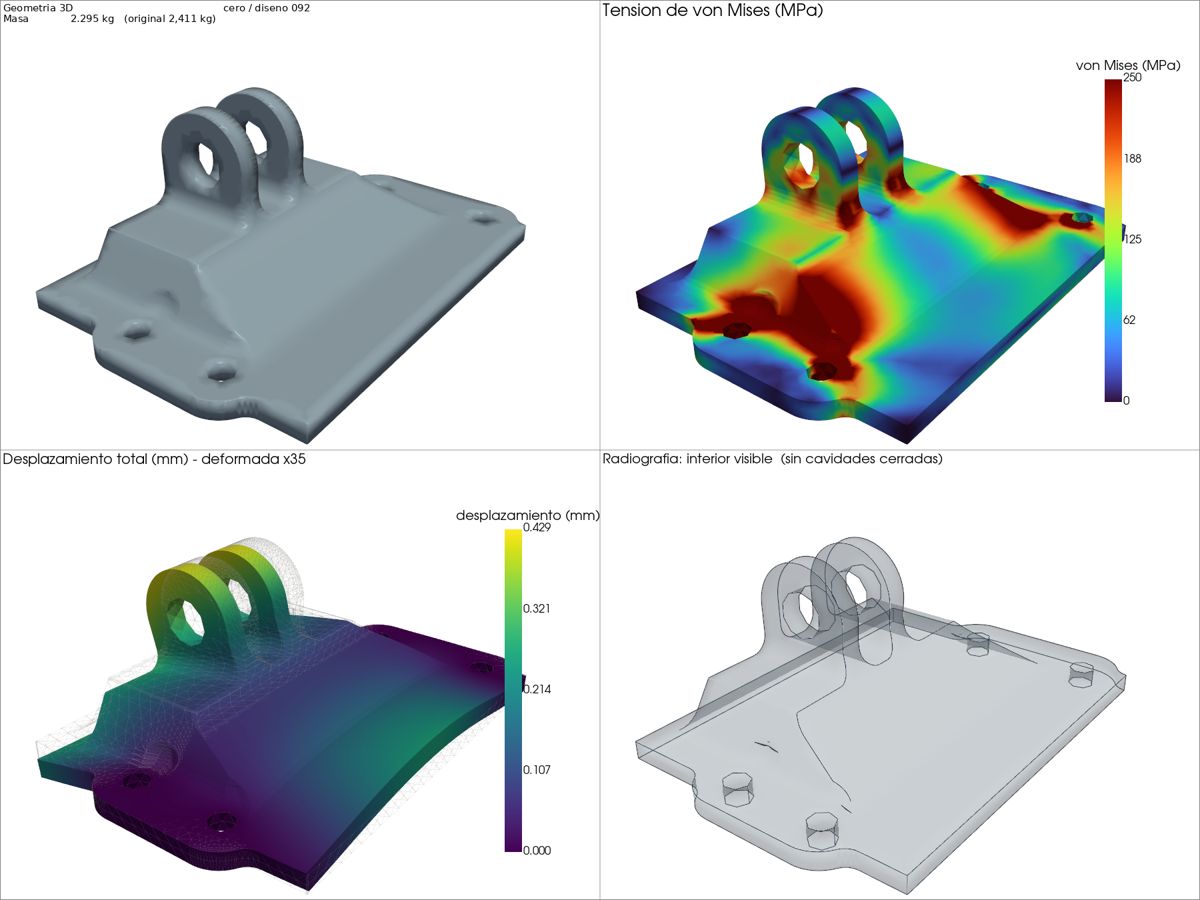 Geometria 3D cero / diseno 092
Masa 2.295 kg (original 2,411 kg)
Tension de von Mises (MPa)
von Mises (MPa)
250
188
125
62
0
Desplazamiento total (mm) - deformada x35
desplazamiento (mm)
0.429
0.321
0.214
0.107
0.000
Radiografia: interior visible (sin cavidades cerradas)